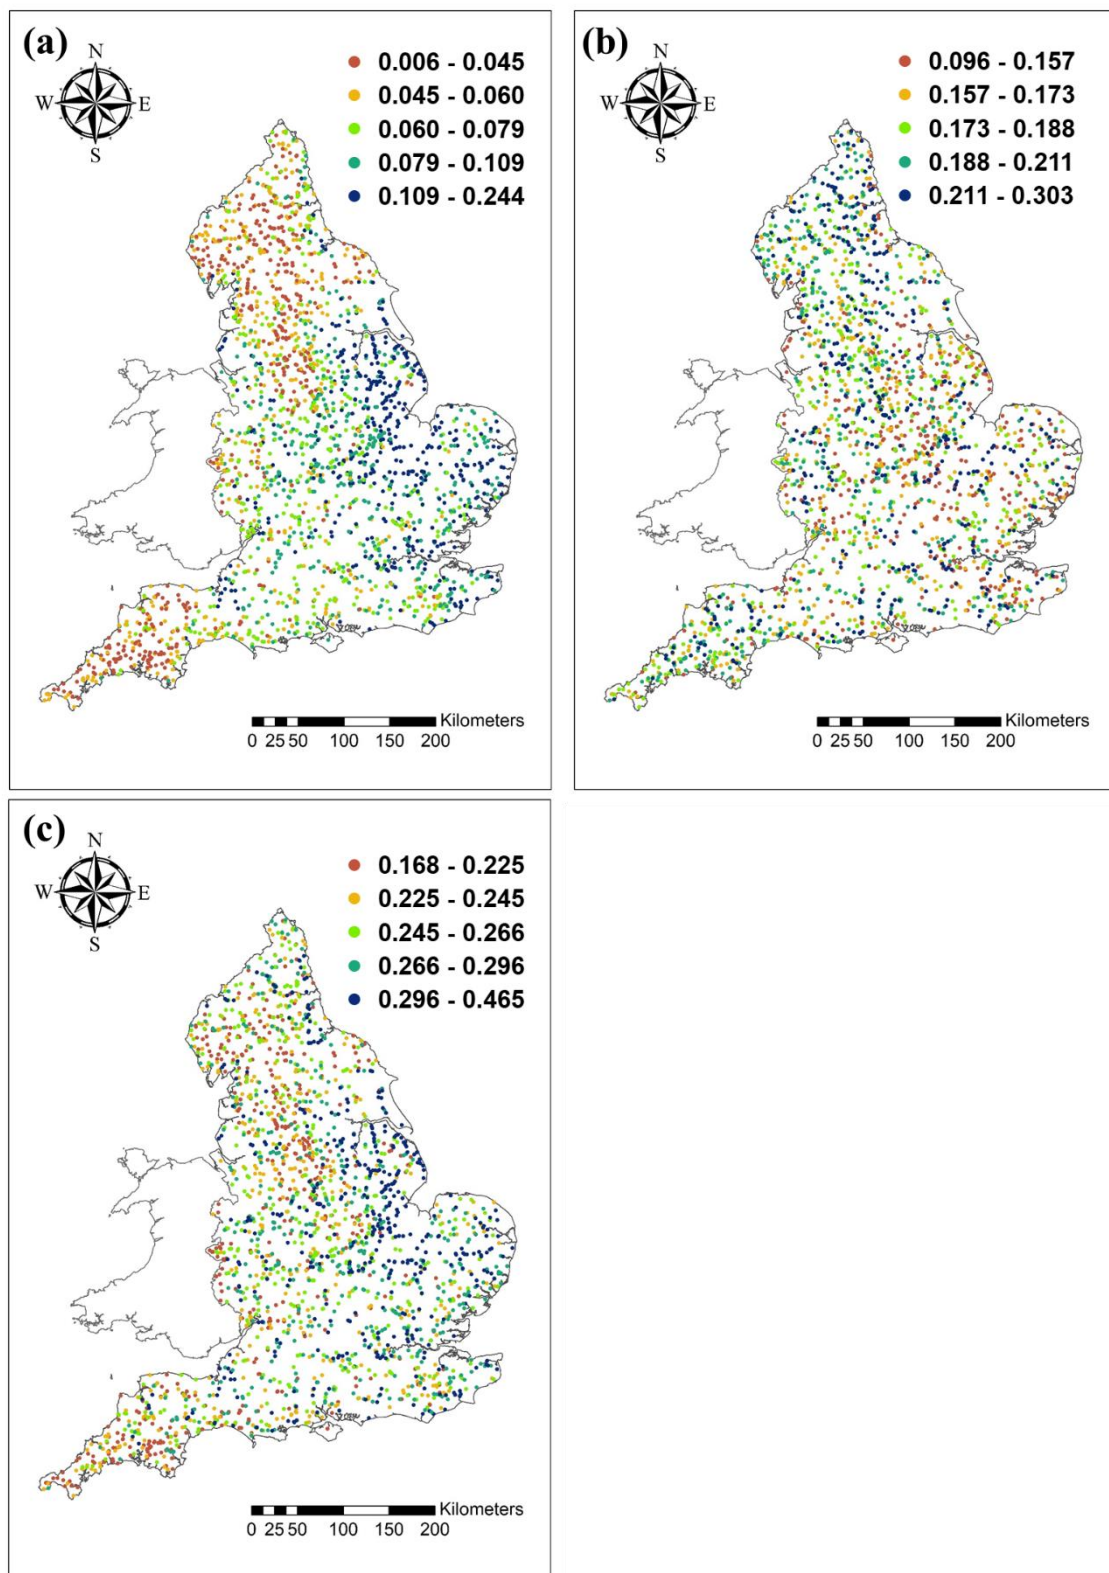 (a)
N
W E
S
0.006 - 0.045
0.045 - 0.060
0.060 - 0.079
0.079 - 0.109
0.109 - 0.244
Kilometers
0 25 50 100 150 200
(b)
N
W E
S
0.096 - 0.157
0.157 - 0.173
0.173 - 0.188
0.188 - 0.211
0.211 - 0.303
Kilometers
0 25 50 100 150 200
(c)
N
W E
S
0.168 - 0.225
0.225 - 0.245
0.245 - 0.266
0.266 - 0.296
0.296 - 0.465
Kilometers
0 25 50 100 150 200